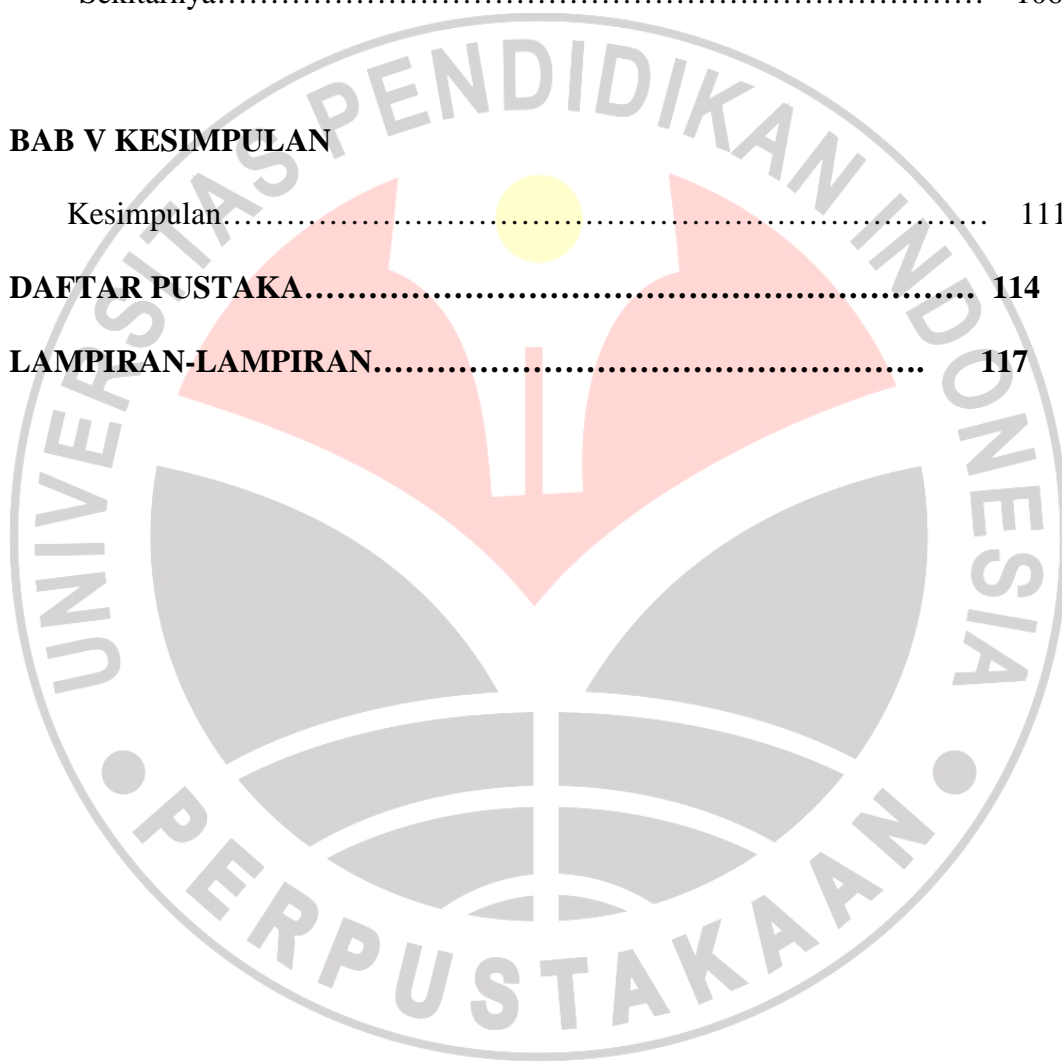 BAB V KESIMPULAN
Kesimpulan……………………………………………………………… 111
DAFTAR PUSTAKA……………………………………………………… 114
LAMPIRAN-LAMPIRAN……………………………………………. 117
UNIVERSITAS PENDIDIKAN INDONESIA
PERPUSTAKAAN